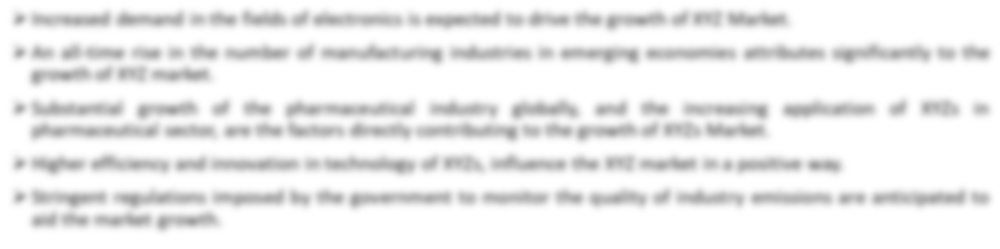 ➢ Increased demand in the fields of electronics is expected to drive the growth of XYZ Market.
➢ An all-time rise in the number of manufacturing industries in emerging economies attributes significantly to the
growth of XYZ market.
➢ Substantial growth of the pharmaceutical industry globally, and the increasing application of XYZs in
pharmaceutical sector, are the factors directly contributing to the growth of XYZs Market.
➢ Higher efficiency and innovation in technology of XYZs, influence the XYZ market in a positive way.
➢ Stringent regulations imposed by the government to monitor the quality of industry emissions are anticipated to
aid the market growth.